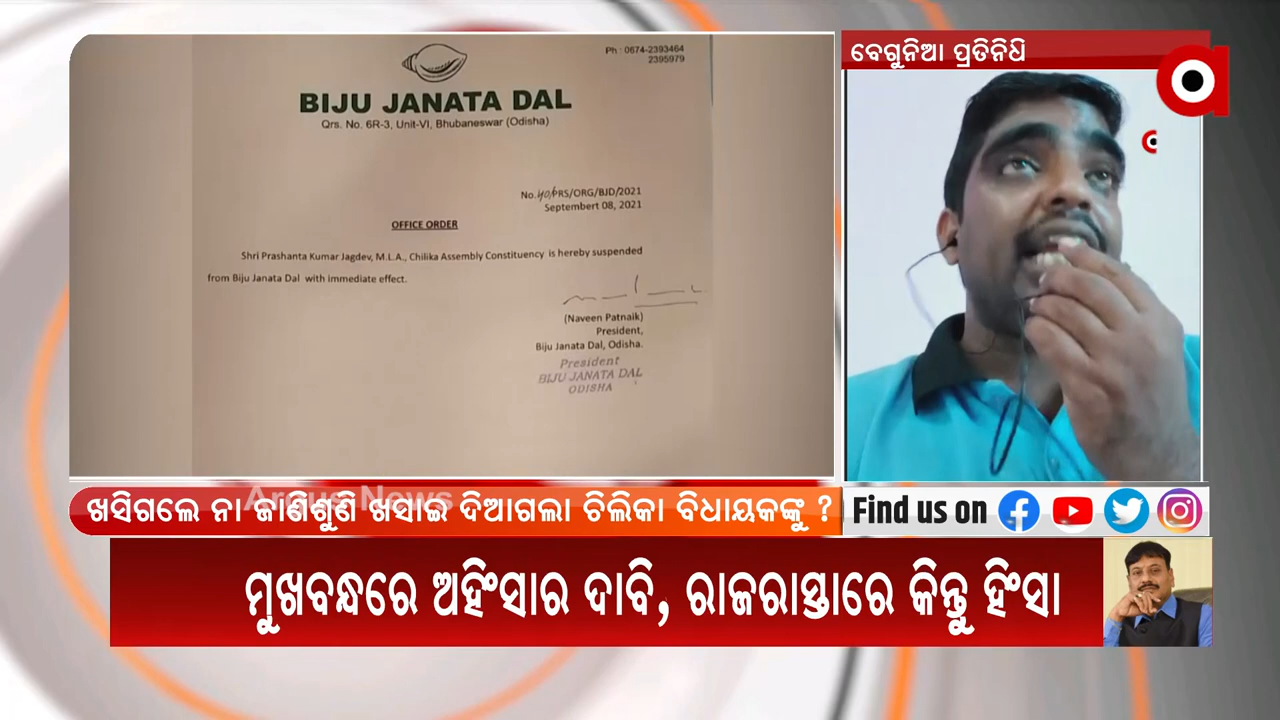 Ph : 0674-2393464
2395979
BIJU JANATA DAL
Qrs. No. 6R-3, Unit-VI, Bhubaneswar (Odisha)
PRS/ORG/BJD/2021
Septembert 08, 2021
OFFICE ORDER
Shri Prashanta Kumar Jagdev, M.L.A., Chilika Assembly Constituency is hereby suspended
from Biju Janata Dal with immediate effect.
(Naveen Patnaik)
President,
Biju Janata Dal, Odisha.
President
BIJU JANATA DAL
ODISHA
ବେଗୁନିଆ ପ୍ରତିନିଧି
Argus News
ଖସିଗଲେ ନା ଜାଣିଶୁଣି ଖସାଇ ଦିଆଗଲା ଚିଲିକା ବିଧାୟକଙ୍କୁ ?
Find us on
ମୁଖବନ୍ଧରେ ଅହିଂସାର ଦାବି, ରାଜରାସ୍ତାରେ କିନ୍ତୁ ହିଂସା